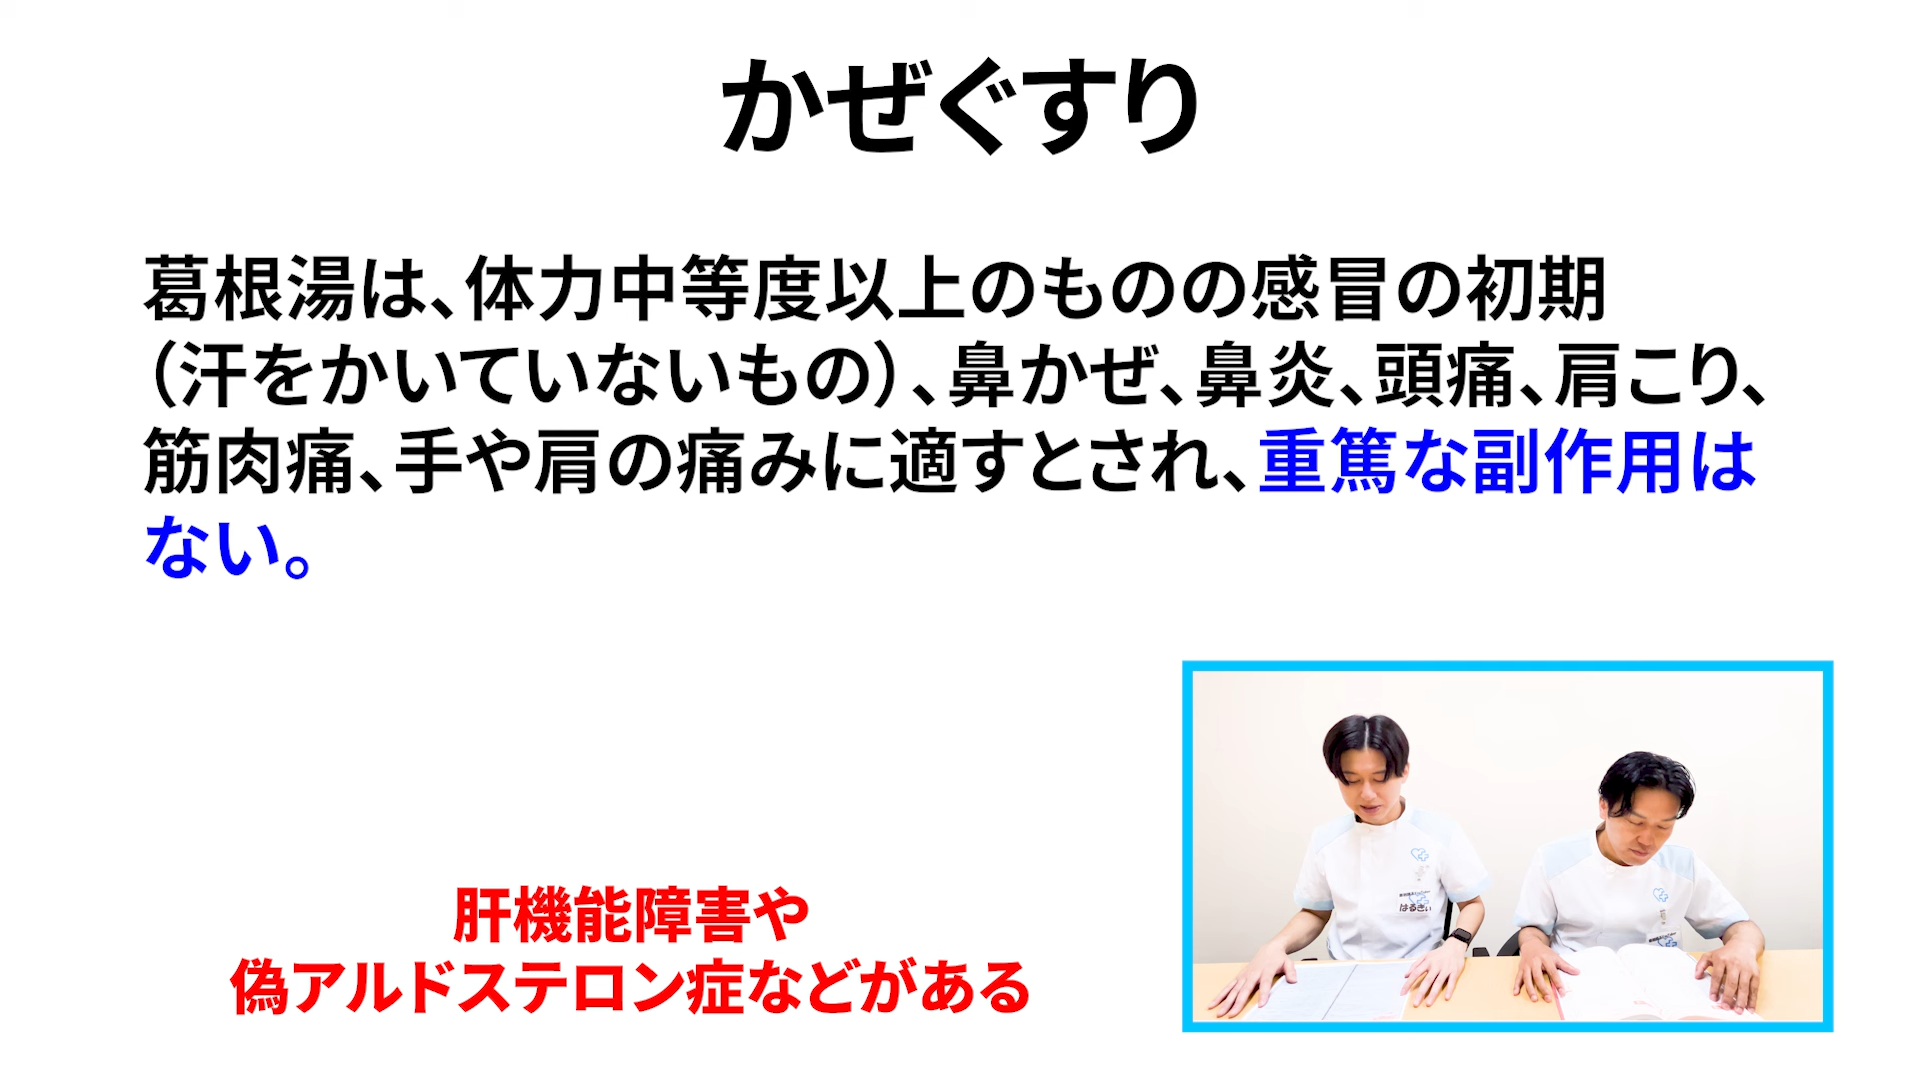 かぜぐすり
葛根湯は、体力中等度以上のものの感冒の初期
（汗をかいていないもの）、鼻かぜ、鼻炎、頭痛、肩こり、
筋肉痛、手や肩の痛みに適すとされ、重篤な副作用は
ない。
肝機能障害や
偽アルドステロン症などがある
はるきぃ